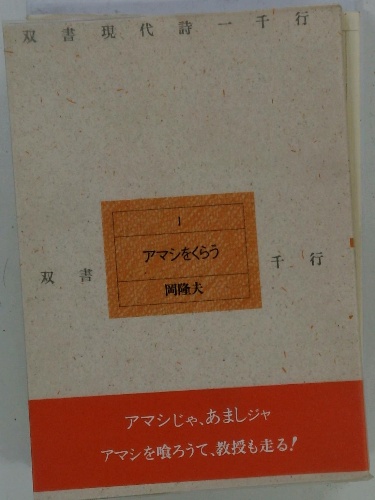 双書現代詩一千行
1
アマシをくらう
岡隆夫
双書 千行
アマシじゃ、あましジャ
アマシを喰ろうて、教授も走る!